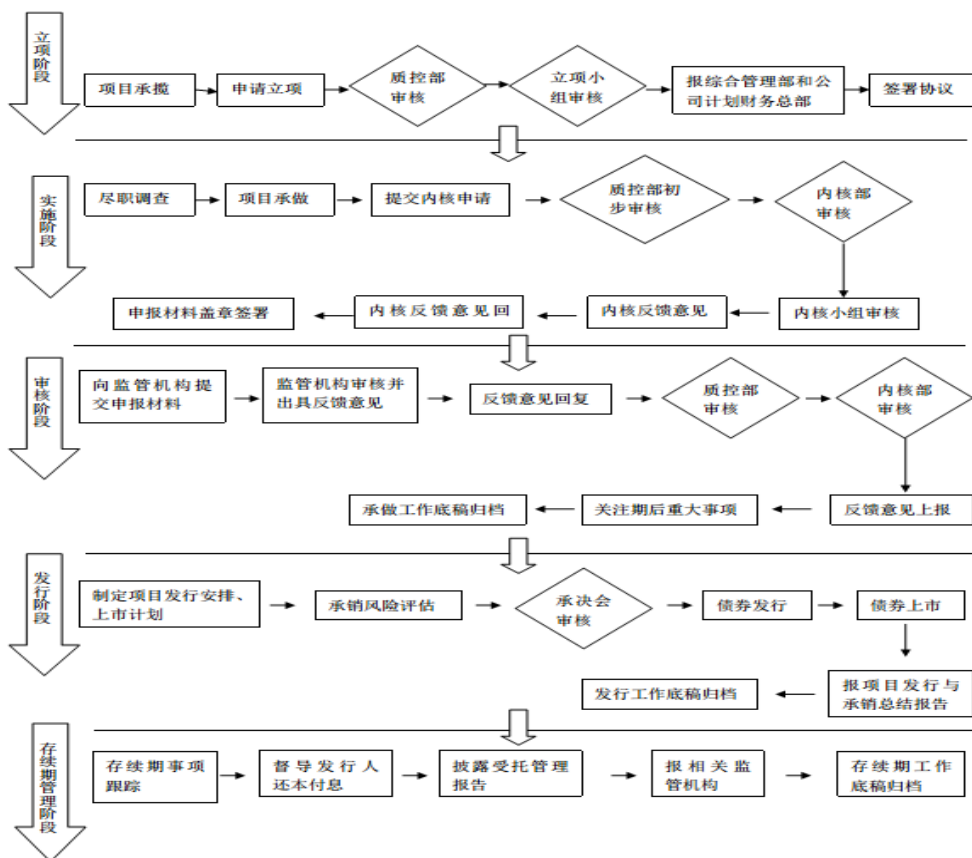 立项阶段
项目承揽
申请立项
质控部
审核
立项小
组审核
报综合管理部和公
司计划财务总部
签署协议
实施阶段
尽职调查
项目承做
提交内核申请
质控部初
步审核
内核部
审核
申报材料盖章签署
内核反馈意见回
内核反馈意见
内核小组审核
审核阶段
向监管机构提
交申报材料
监管机构审核并
出具反馈意见
反馈意见回复
质控部
审核
内核部
审核
承做工作底稿归档
关注期后重大事项
反馈意见上报
发行阶段
制定项目发行安排、
上市计划
承销风险评估
承决会
审核
债券发行
债券上市
发行工作底稿归档
报项目发行与
承销总结报告
存续期管理阶段
存续期事项
跟踪
督导发行人
还本付息
披露受托管理
报告
报相关监
管机构
存续期工作
底稿归档